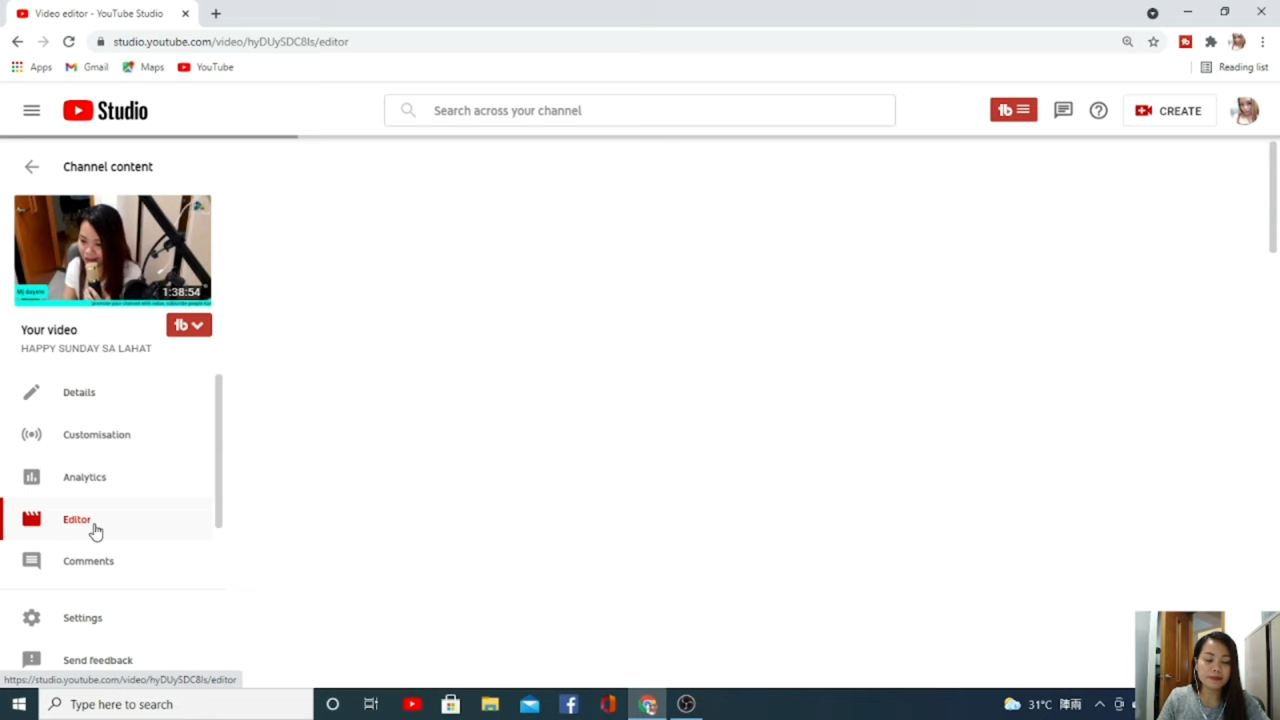 Video editor - YouTube Studio
studio.youtube.com/video/hyDUySDC8Is/editor
Apps Gmail Maps YouTube Reading list
Studio Search across your channel CREATE
Channel content
1:38:54
Your video
HAPPY SUNDAY SA LAHAT
Details
Customisation
Analytics
Editor
Comments
Settings
Send feedback
https://studio.youtube.com/video/hyDUySDC8Is/editor
Type here to search 31°C 陣雨